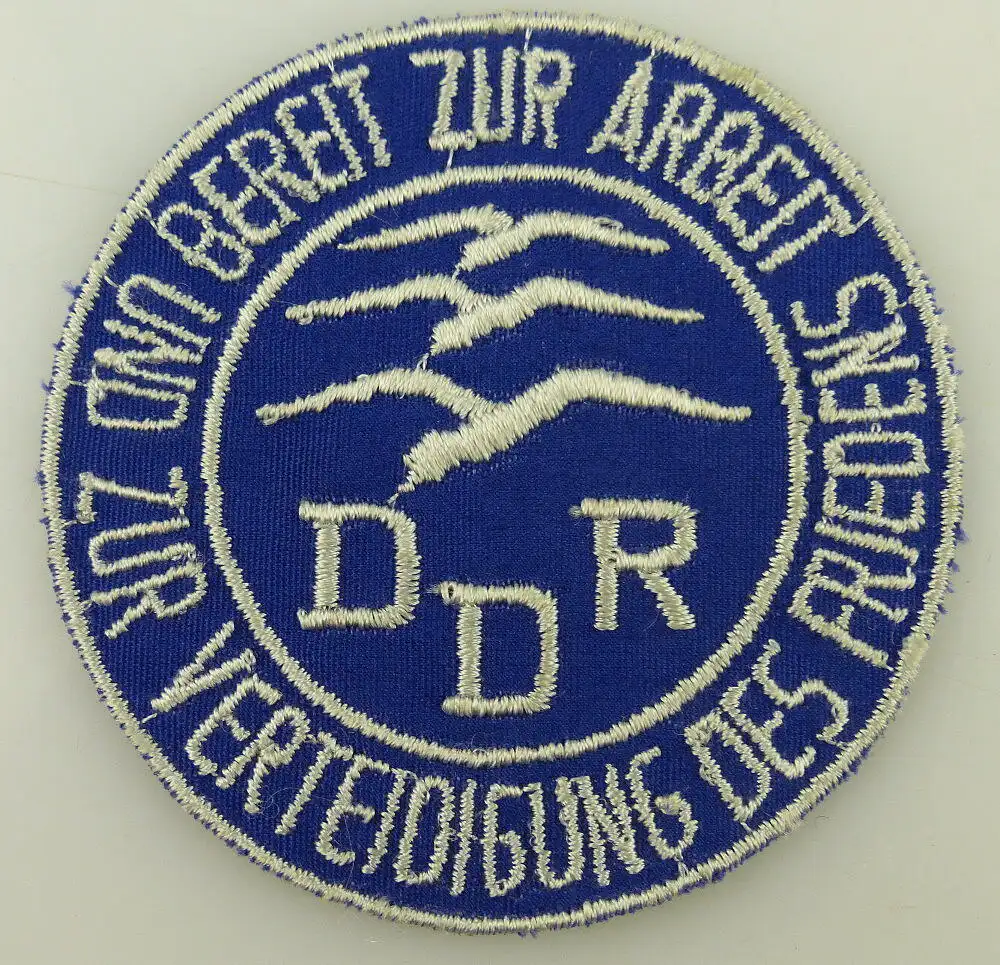 BEREIT ZUR ARBEIT UND ZUR VERTEIDIGUNG DES FRIEDENS
DDR